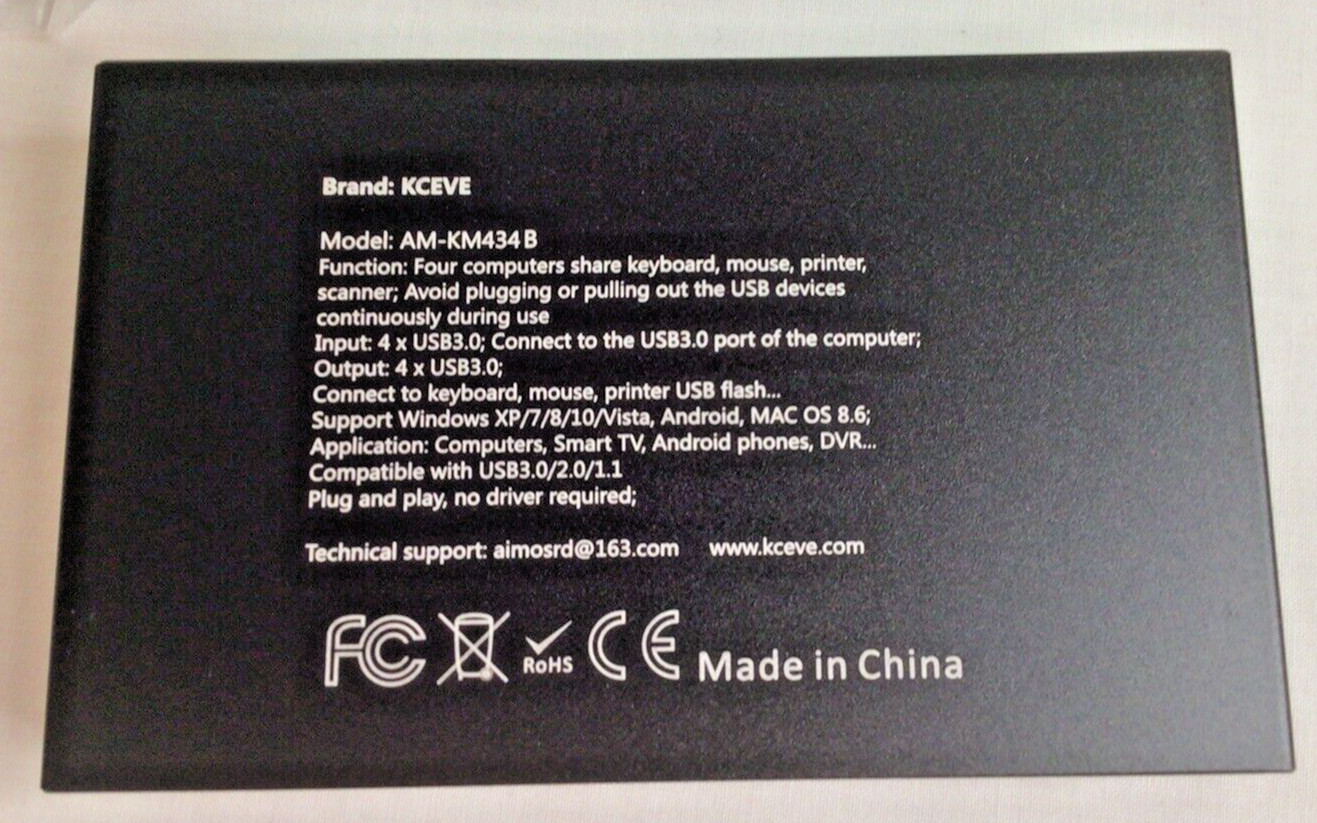 Brand: KCEVE
Model: AM-KM434B
Function: Four computers share keyboard, mouse, printer,
scanner; Avoid plugging or pulling out the USB devices
continuously during use
Input: 4 x USB3.0; Connect to the USB3.0 port of the computer;
Output: 4 x USB3.0;
Connect to keyboard, mouse, printer USB flash...
Support Windows XP/7/8/10/Vista, Android, MAC OS 8.6;
Application: Computers, Smart TV, Android phones, DVR...
Compatible with USB3.0/2.0/1.1
Plug and play, no driver required;
Technical support: aimosrd@163.com www.kceve.com
FC RoHS CE Made in China